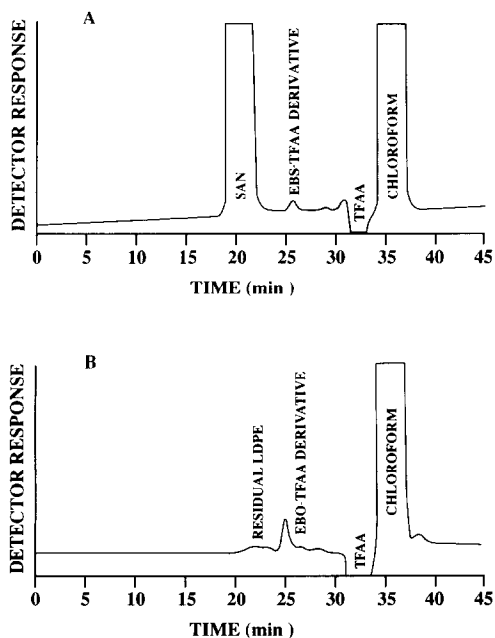 A
DETECTOR RESPONSE
SAN
EBS-TFAA DERIVATIVE
TFAA
CHLOROFORM
0 5 10 15 20 25 30 35 40 45
TIME (min )
B
DETECTOR RESPONSE
RESIDUAL LDPE
EBO-TFAA DERIVATIVE
TFAA
CHLOROFORM
0 5 10 15 20 25 30 35 40 45
TIME (min )